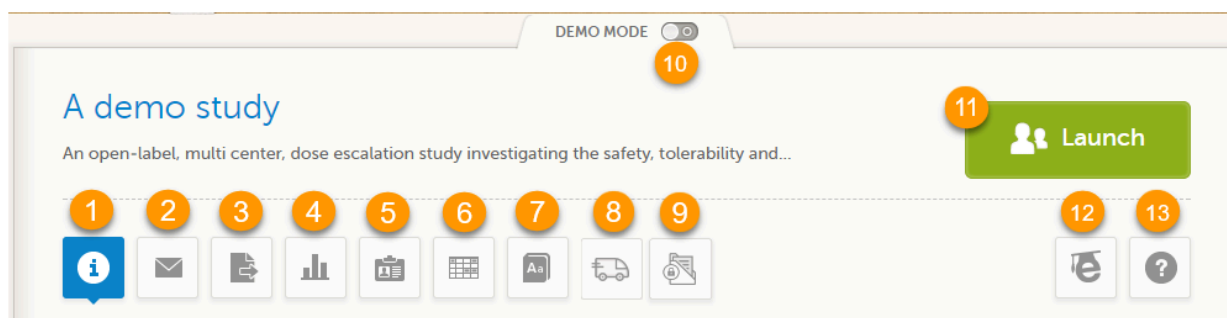 DEMO MODE
10
A demo study
11
Launch
An open-label, multi center, dose escalation study investigating the safety, tolerability and...
1 2 3 4 5 6 7 8 9 12 13
i Aa e ?